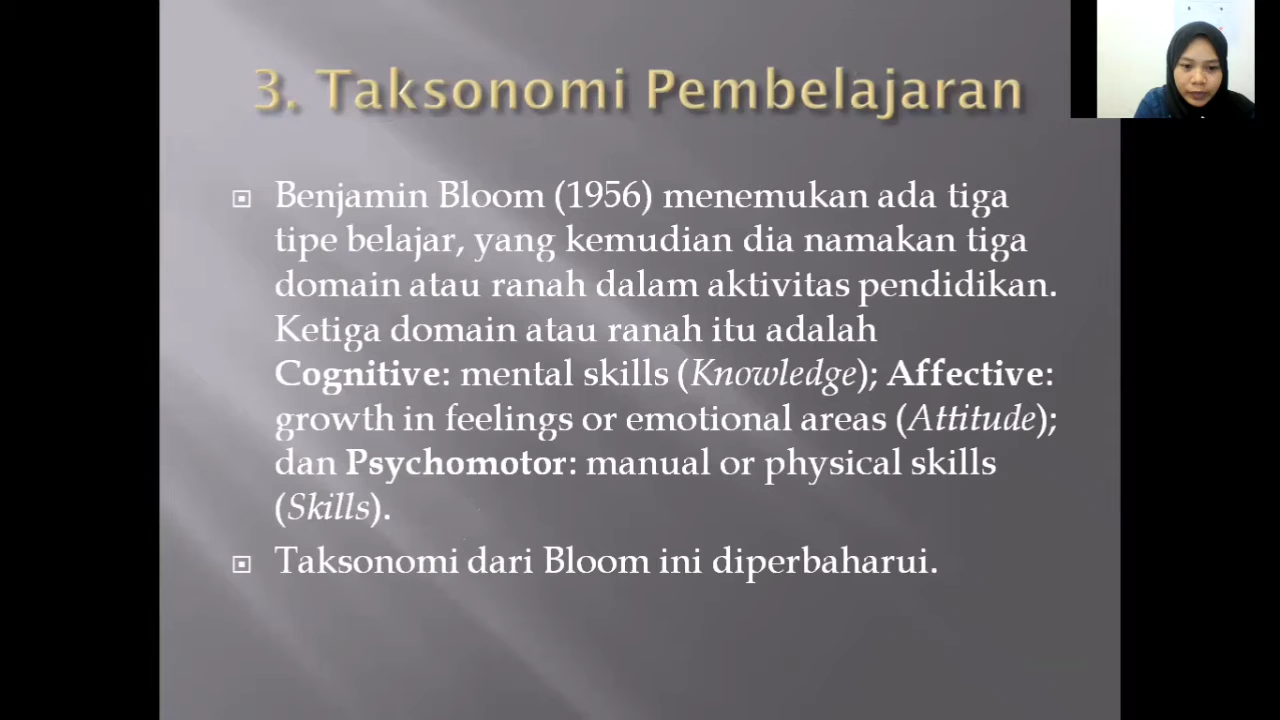 3. Taksonomi Pembelajaran
Benjamin Bloom (1956) menemukan ada tiga
tipe belajar, yang kemudian dia namakan tiga
domain atau ranah dalam aktivitas pendidikan.
Ketiga domain atau ranah itu adalah
Cognitive: mental skills (Knowledge); Affective:
growth in feelings or emotional areas (Attitude);
dan Psychomotor: manual or physical skills
(Skills).
Taksonomi dari Bloom ini diperbaharui.